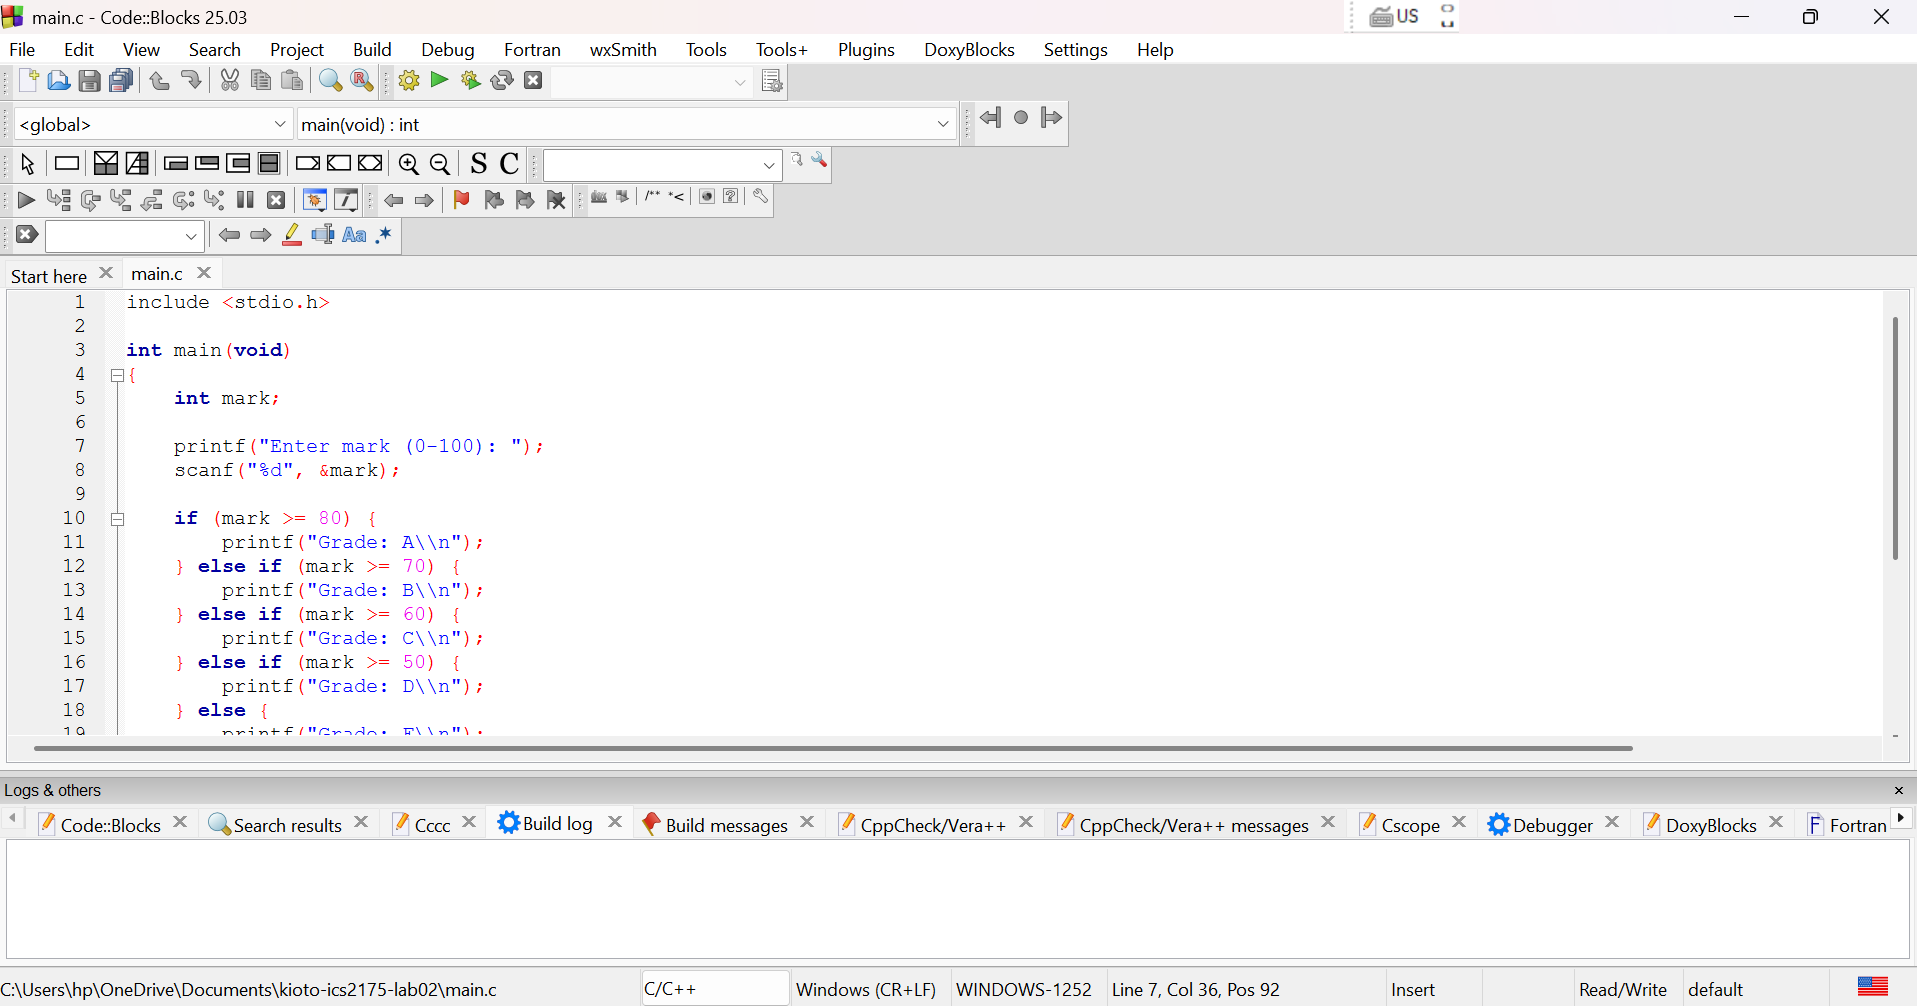 main.c - Code::Blocks 25.03
US
File Edit View Search Project Build Debug Fortran wxSmith Tools Tools+ Plugins DoxyBlocks Settings Help
<global> main(void) : int
S C
/** *<
Aa .*
Start here main.c
1 include <stdio.h>
2
3 int main(void)
4 {
5 int mark;
6
7 printf("Enter mark (0-100): ");
8 scanf("%d", &mark);
9
10 if (mark >= 80) {
11 printf("Grade: A\\n");
12 } else if (mark >= 70) {
13 printf("Grade: B\\n");
14 } else if (mark >= 60) {
15 printf("Grade: C\\n");
16 } else if (mark >= 50) {
17 printf("Grade: D\\n");
18 } else {
19 printf("Grade: F\\n");
Logs & others
Code::Blocks Search results Cccc Build log Build messages CppCheck/Vera++ CppCheck/Vera++ messages Cscope Debugger DoxyBlocks Fortran
C:\Users\hp\OneDrive\Documents\kioto-ics2175-lab02\main.c C/C++ Windows (CR+LF) WINDOWS-1252 Line 7, Col 36, Pos 92 Insert Read/Write default